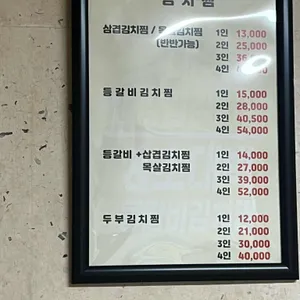 김치찜
삼겹김치찜 / 목살김치찜 1인 13,000
(반반가능) 2인 25,000
3인
4인
등갈비김치찜 1인 15,000
2인 28,000
3인 40,500
4인 54,000
등갈비 +삼겹김치찜 1인 14,000
목살김치찜 2인 27,000
3인 39,000
4인 52,000
두부김치찜 1인 12,000
2인 21,000
3인 30,000
4인 40,000